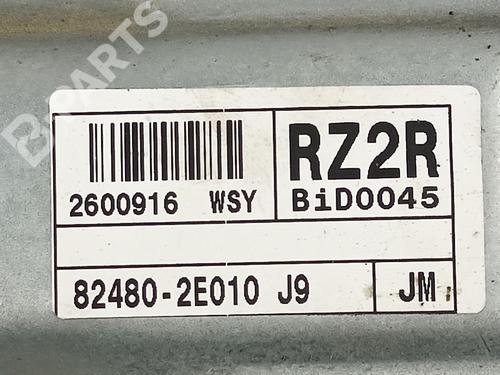 B PARTS
RZ2R
2600916 WSY
BiD0045
82480-2E010 J9
JM